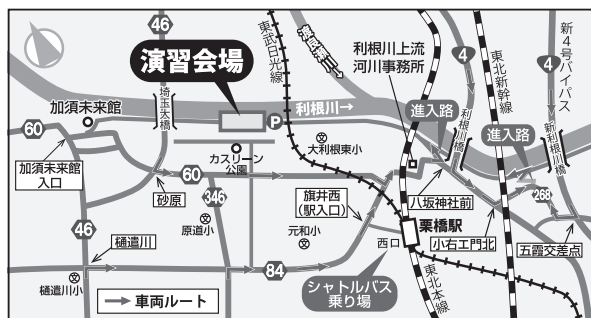 46
東武日光線
渡良瀬川
利根川上流
河川事務所
4
東北新幹線
新4号バイパス
4
演習会場
加須未来館
埼玉大橋
利根川→
P
進入路
利根川橋
進入路
新利根川橋
60
文
大利根東小
カスリーン
公園
加須未来館
入口
砂原
60
346
旗井西
(駅入口)
八坂神社前
268
文
原道小
元和小
文
栗橋駅
西口
小右エ門北
五霞交差点
46
樋遣川
84
シャトルバス
乗り場
東北本線
文
樋遣川小
車両ルート